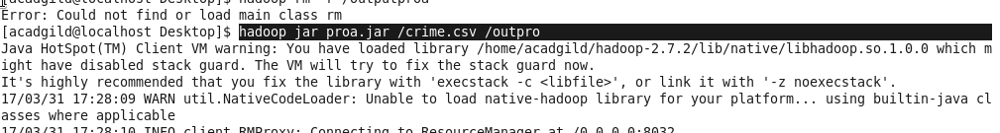 [acadgild@localhost Desktop]$ hadoop rm -r /outputproa
Error: Could not find or load main class rm
[acadgild@localhost Desktop]$ hadoop jar proa.jar /crime.csv /outpro
Java HotSpot(TM) Client VM warning: You have loaded library /home/acadgild/hadoop-2.7.2/lib/native/libhadoop.so.1.0.0 which m
ight have disabled stack guard. The VM will try to fix the stack guard now.
It's highly recommended that you fix the library with 'execstack -c <libfile>', or link it with '-z noexecstack'.
17/03/31 17:28:09 WARN util.NativeCodeLoader: Unable to load native-hadoop library for your platform... using builtin-java cl
asses where applicable
17/03/31 17:28:10 INFO client.RMProxy: Connecting to ResourceManager at /0.0.0.0:8032